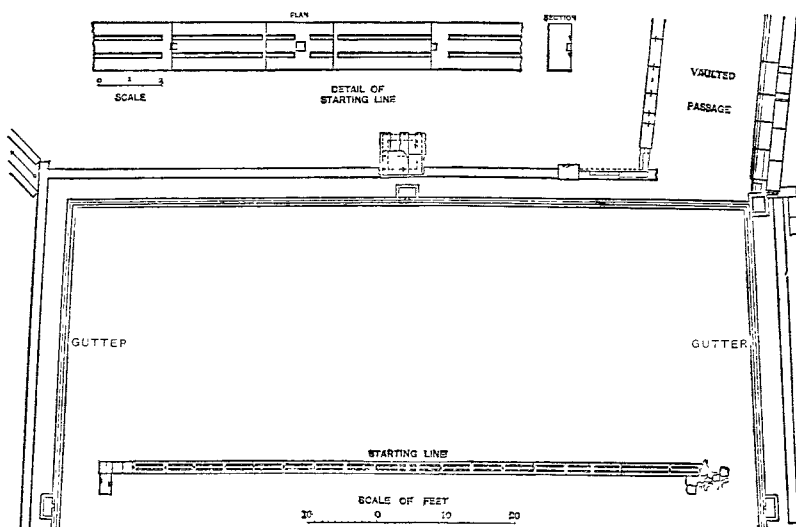 PLAN
SECTION
0 1 2
SCALE
DETAIL OF
STARTING LINE
VAULTED
PASSAGE
GUTTER
GUTTER
STARTING LINE
SCALE OF FEET
10 0 10 20